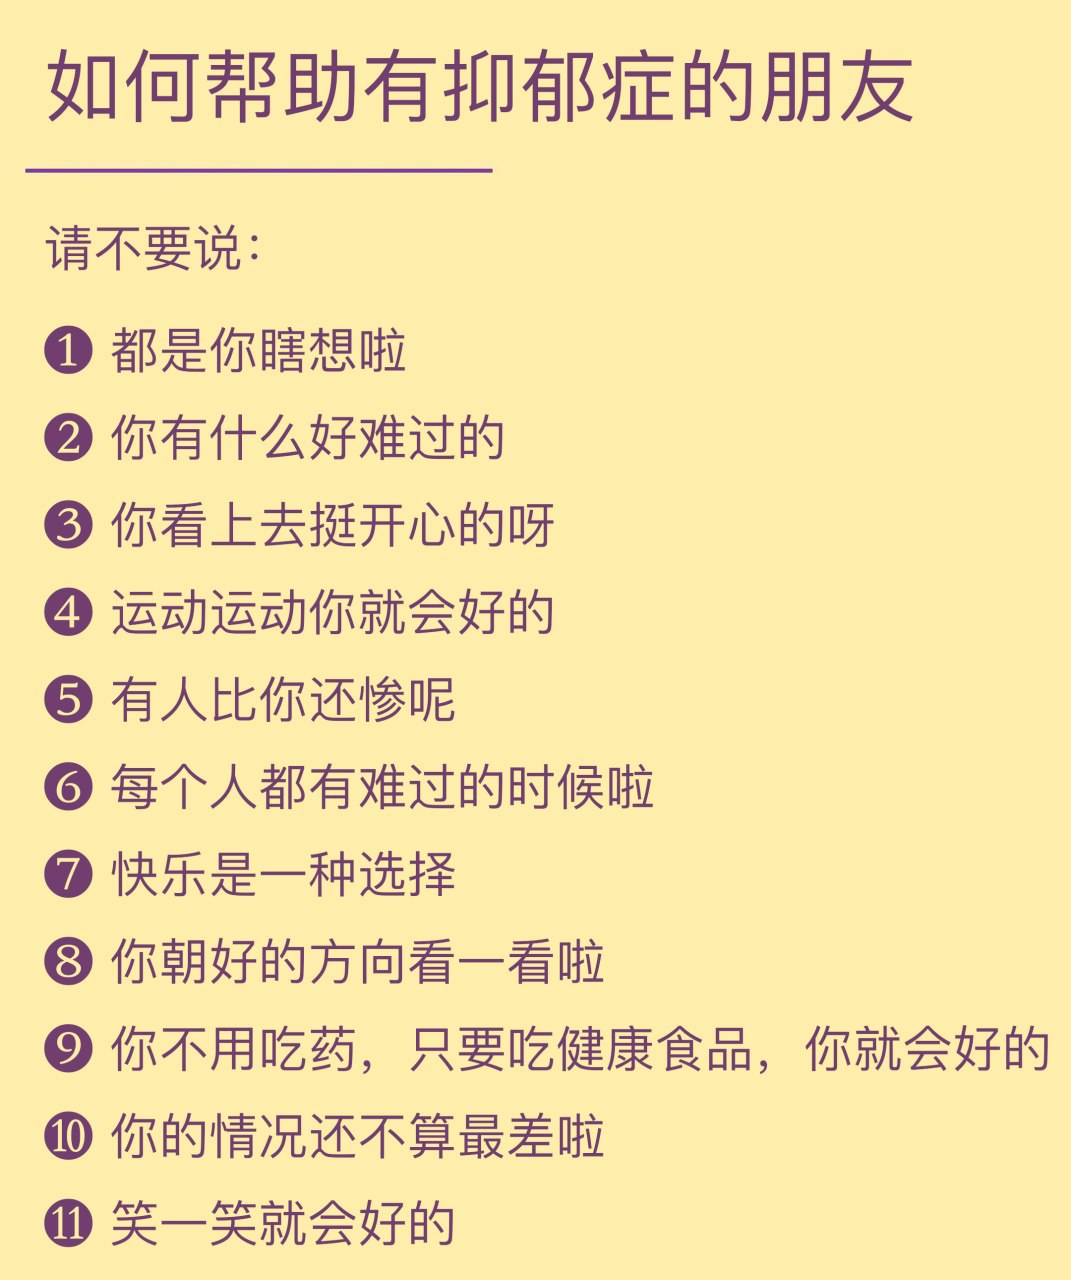 如何帮助有抑郁症的朋友
请不要说：
❶ 都是你瞎想啦
❷ 你有什么好难过的
❸ 你看上去挺开心的呀
❹ 运动运动你就会好的
❺ 有人比你还惨呢
❻ 每个人都有难过的时候啦
❼ 快乐是一种选择
❽ 你朝好的方向看一看啦
❾ 你不用吃药，只要吃健康食品，你就会好的
❿ 你的情况还不算最差啦
⓫ 笑一笑就会好的